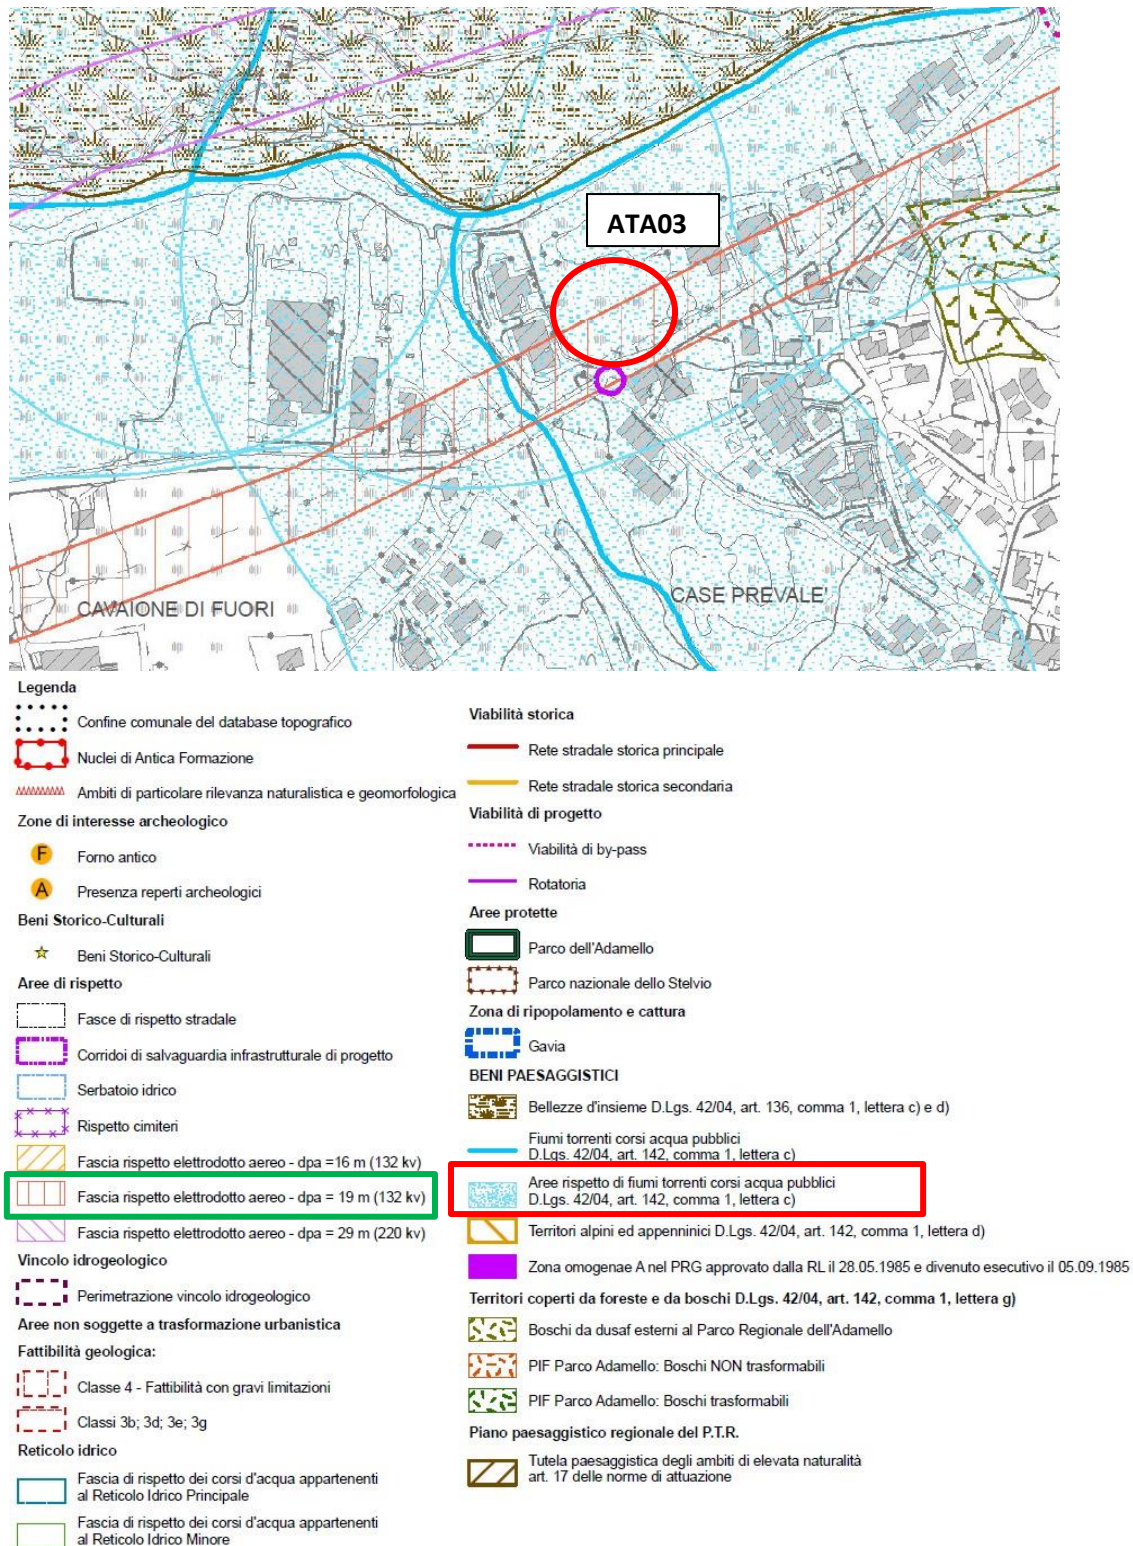 ATA03
CAVAIONE DI FUORI
CASE PREVALE'
Legenda
Confine comunale del database topografico
Nuclei di Antica Formazione
Ambiti di particolare rilevanza naturalistica e geomorfologica
Zone di interesse archeologico
F Forno antico
A Presenza reperti archeologici
Beni Storico-Culturali
Beni Storico-Culturali
Aree di rispetto
Fasce di rispetto stradale
Corridoi di salvaguardia infrastrutturale di progetto
Serbatoio idrico
Rispetto cimiteri
Fascia rispetto elettrodotto aereo - dpa =16 m (132 kv)
Fascia rispetto elettrodotto aereo - dpa = 19 m (132 kv)
Fascia rispetto elettrodotto aereo - dpa = 29 m (220 kv)
Vincolo idrogeologico
Perimetrazione vincolo idrogeologico
Aree non soggette a trasformazione urbanistica
Fattibilità geologica:
Classe 4 - Fattibilità con gravi limitazioni
Classi 3b; 3d; 3e; 3g
Reticolo idrico
Fascia di rispetto dei corsi d'acqua appartenenti
al Reticolo Idrico Principale
Fascia di rispetto dei corsi d'acqua appartenenti
al Reticolo Idrico Minore
Viabilità storica
Rete stradale storica principale
Rete stradale storica secondaria
Viabilità di progetto
Viabilità di by-pass
Rotatoria
Aree protette
Parco dell'Adamello
Parco nazionale dello Stelvio
Zona di ripopolamento e cattura
Gavia
BENI PAESAGGISTICI
Bellezze d'insieme D.Lgs. 42/04, art. 136, comma 1, lettera c) e d)
Fiumi torrenti corsi acqua pubblici
D.Lgs. 42/04, art. 142, comma 1, lettera c)
Aree rispetto di fiumi torrenti corsi acqua pubblici
D.Lgs. 42/04, art. 142, comma 1, lettera c)
Territori alpini ed appenninici D.Lgs. 42/04, art. 142, comma 1, lettera d)
Zona omogenae A nel PRG approvato dalla RL il 28.05.1985 e divenuto esecutivo il 05.09.1985
Territori coperti da foreste e da boschi D.Lgs. 42/04, art. 142, comma 1, lettera g)
Boschi da dusaf esterni al Parco Regionale dell'Adamello
PIF Parco Adamello: Boschi NON trasformabili
PIF Parco Adamello: Boschi trasformabili
Piano paesaggistico regionale del P.T.R.
Tutela paesaggistica degli ambiti di elevata naturalità
art. 17 delle norme di attuazione